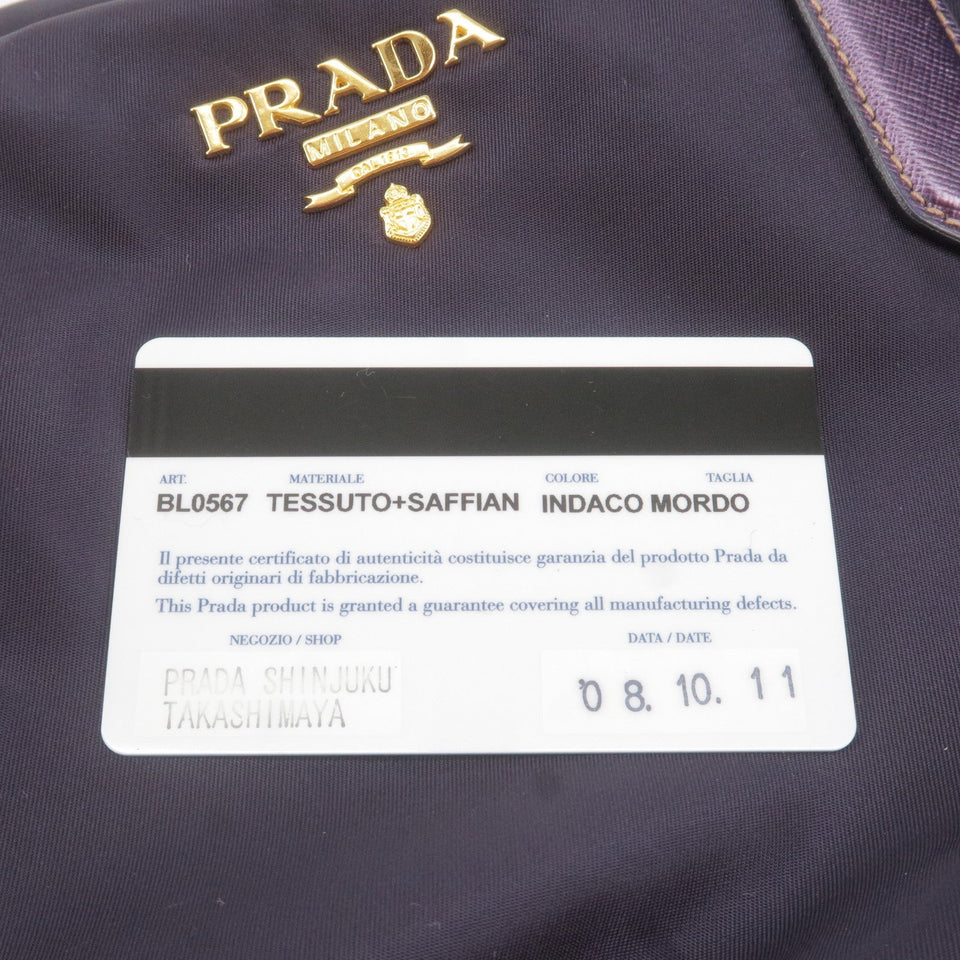 PRADA
MILANO
DAL 1913
ART. MATERIALE COLORE TAGLIA
BL0567 TESSUTO+SAFFIAN INDACO MORDO
Il presente certificato di autenticità costituisce garanzia del prodotto Prada da
difetti originari di fabbricazione.
This Prada product is granted a guarantee covering all manufacturing defects.
NEGOZIO / SHOP DATA / DATE
PRADA SHINJUKU
TAKASHIMAYA
'08. 10. 11